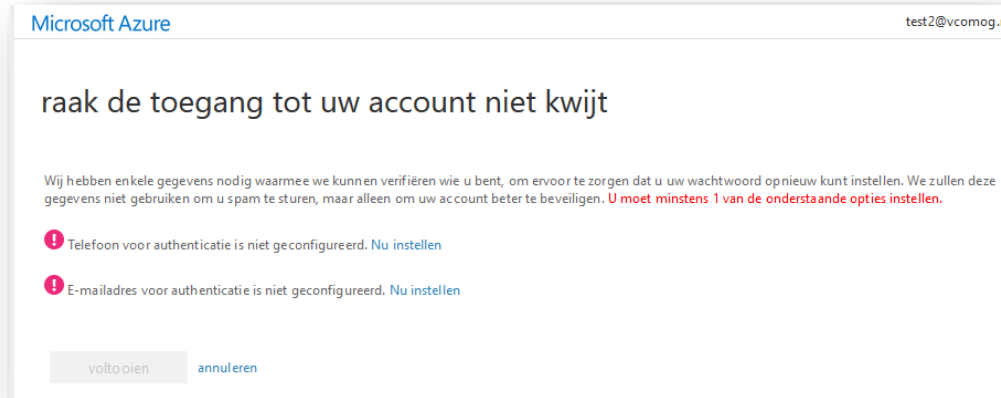 Microsoft Azure
test2@vcomog.
raak de toegang tot uw account niet kwijt
Wij hebben enkele gegevens nodig waarmee we kunnen verifiëren wie u bent, om ervoor te zorgen dat u uw wachtwoord opnieuw kunt instellen. We zullen deze
gegevens niet gebruiken om u spam te sturen, maar alleen om uw account beter te beveiligen. U moet minstens 1 van de onderstaande opties instellen.
! Telefoon voor authenticatie is niet geconfigureerd. Nu instellen
! E-mailadres voor authenticatie is niet geconfigureerd. Nu instellen
voltooien annuleren